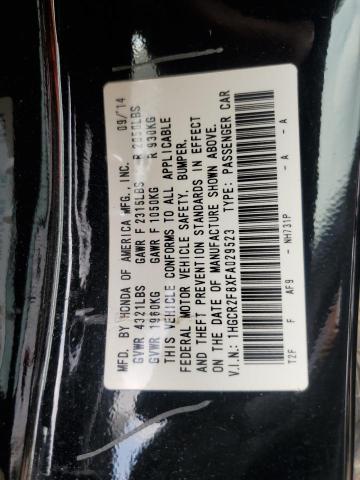 MFD. BY HONDA OF AMERICA MFG., INC. 09/14
GVWR 4321LBS GAWR F 2315LBS R 2050LBS
GVWR 1960KG GAWR F 1050KG R 930KG
THIS VEHICLE CONFORMS TO ALL APPLICABLE
FEDERAL MOTOR VEHICLE SAFETY, BUMPER,
AND THEFT PREVENTION STANDARDS IN EFFECT
ON THE DATE OF MANUFACTURE SHOWN ABOVE.
V.I.N.: 1HGCR2F8XFA029523 TYPE: PASSENGER CAR
T2F F AF9 - NH731P - A - A